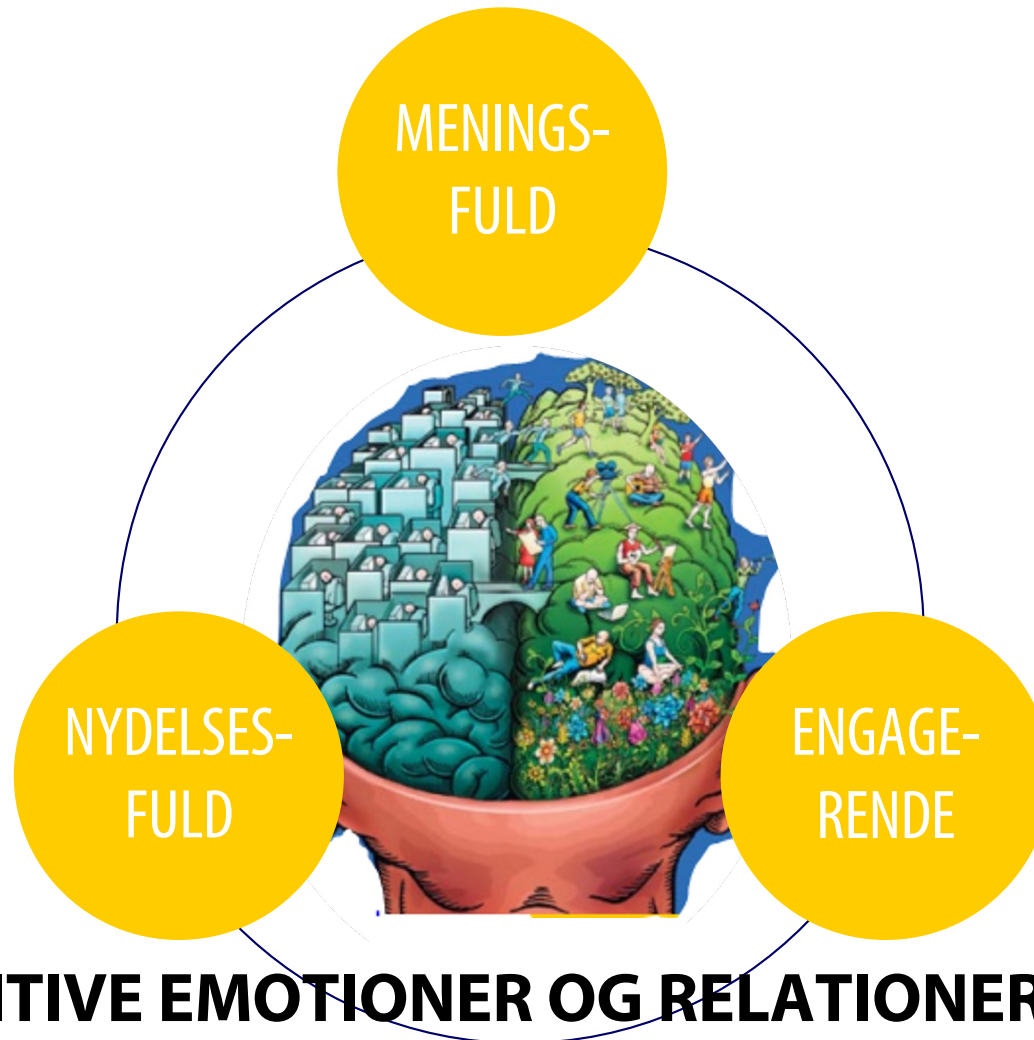 MENINGS-
FULD
NYDELSES-
FULD
ENGAGE-
RENDE
ITIVE EMOTIONER OG RELATIONER